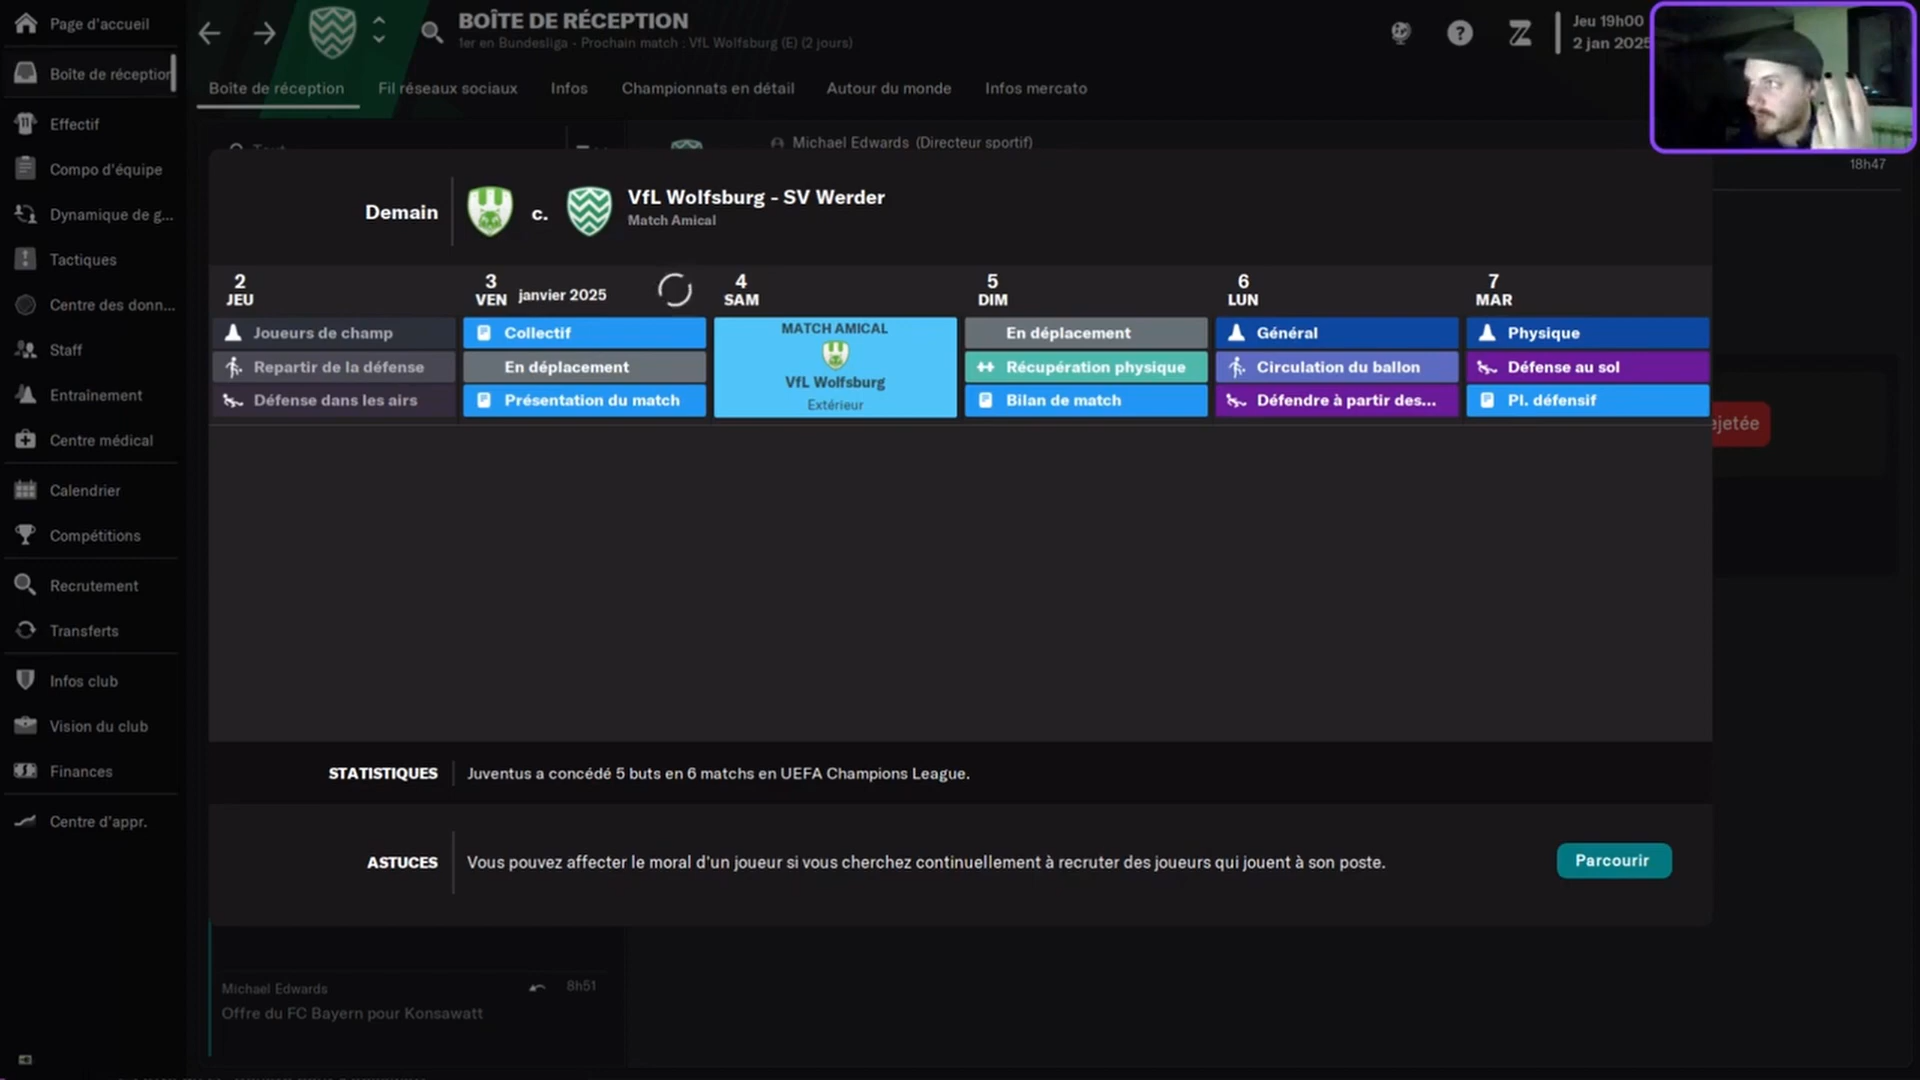 Page d'accueil
Boîte de réception
Effectif
Compo d'équipe
Dynamique de g...
Tactiques
Centre des donn...
Staff
Entraînement
Centre médical
Calendrier
Compétitions
Recrutement
Transferts
Infos club
Vision du club
Finances
Centre d'appr.
BOÎTE DE RÉCEPTION
1er en Bundesliga - Prochain match : VfL Wolfsburg (E) (2 jours)
Jeu 19h00
2 jan 2025
Boîte de réception
Fil réseaux sociaux
Infos
Championnats en détail
Autour du monde
Infos mercato
Michael Edwards (Directeur sportif)
18h47
Demain
c.
VfL Wolfsburg - SV Werder
Match Amical
2
JEU
Joueurs de champ
Repartir de la défense
Défense dans les airs
3
VEN janvier 2025
Collectif
En déplacement
Présentation du match
4
SAM
MATCH AMICAL
VfL Wolfsburg
Extérieur
5
DIM
En déplacement
Récupération physique
Bilan de match
6
LUN
Général
Circulation du ballon
Défendre à partir des...
7
MAR
Physique
Défense au sol
Pl. défensif
ejetée
STATISTIQUES
Juventus a concédé 5 buts en 6 matchs en UEFA Champions League.
ASTUCES
Vous pouvez affecter le moral d'un joueur si vous cherchez continuellement à recruter des joueurs qui jouent à son poste.
Parcourir
Michael Edwards
8h51
Offre du FC Bayern pour Konsawatt